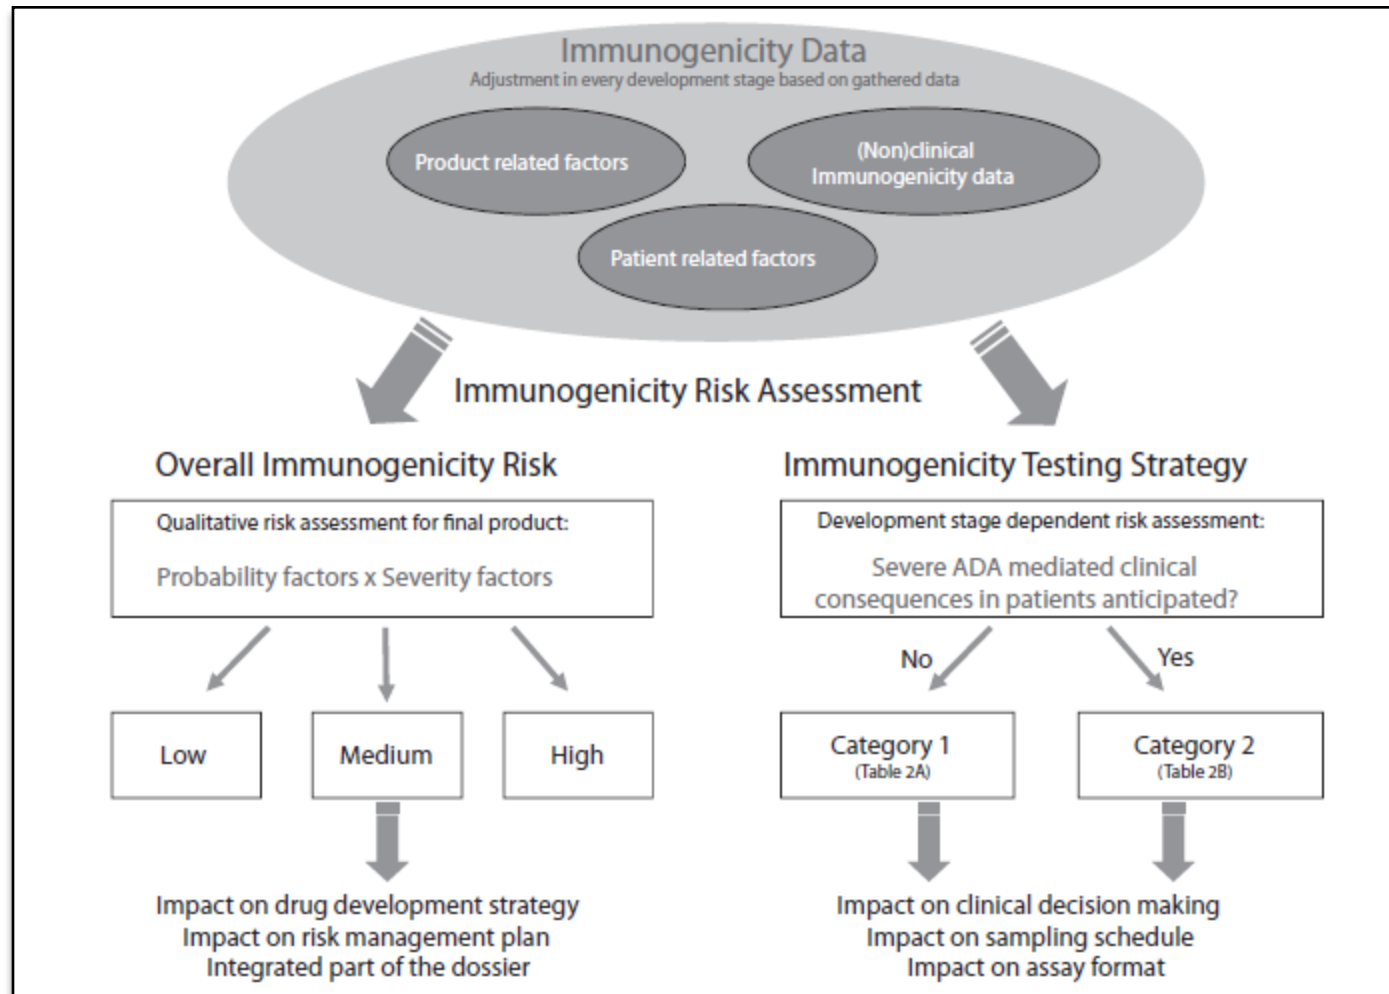 Immunogenicity Data
Adjustment in every development stage based on gathered data
Product related factors
(Non)clinical
Immunogenicity data
Patient related factors
Immunogenicity Risk Assessment
Overall Immunogenicity Risk
Qualitative risk assessment for final product:
Probability factors x Severity factors
Low
Medium
High
Impact on drug development strategy
Impact on risk management plan
Integrated part of the dossier
Immunogenicity Testing Strategy
Development stage dependent risk assessment:
Severe ADA mediated clinical
consequences in patients anticipated?
No
Yes
Category 1
(Table 2A)
Category 2
(Table 2B)
Impact on clinical decision making
Impact on sampling schedule
Impact on assay format